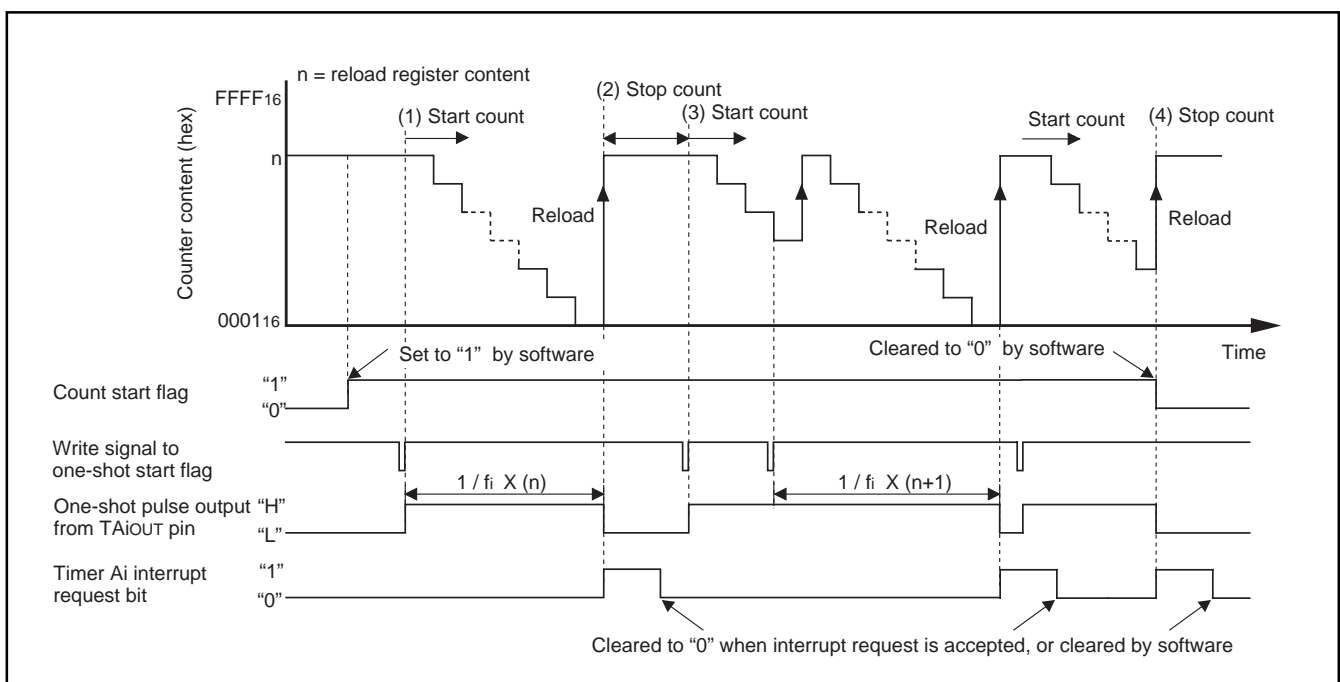 n = reload register content
FFFF16
(1) Start count
(2) Stop count
(3) Start count
Start count
(4) Stop count
Counter content (hex)
n
Reload
Reload
Reload
000116
Set to “1” by software
Cleared to “0” by software
Time
Count start flag
“1”
“0”
Write signal to
one-shot start flag
1 / fi X (n)
1 / fi X (n+1)
One-shot pulse output
from TAiOUT pin
“H”
“L”
Timer Ai interrupt
request bit
“1”
“0”
Cleared to “0” when interrupt request is accepted, or cleared by software